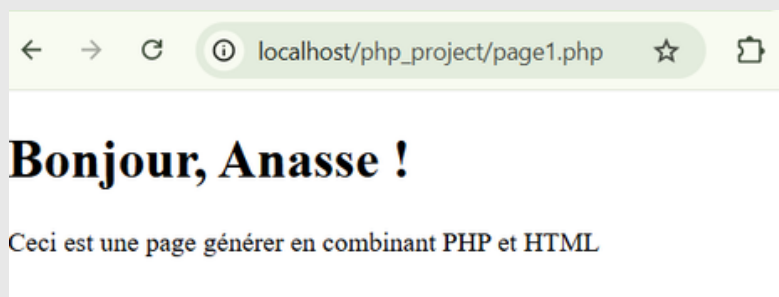 localhost/php_project/page1.php
Bonjour, Anasse !
Ceci est une page générer en combinant PHP et HTML